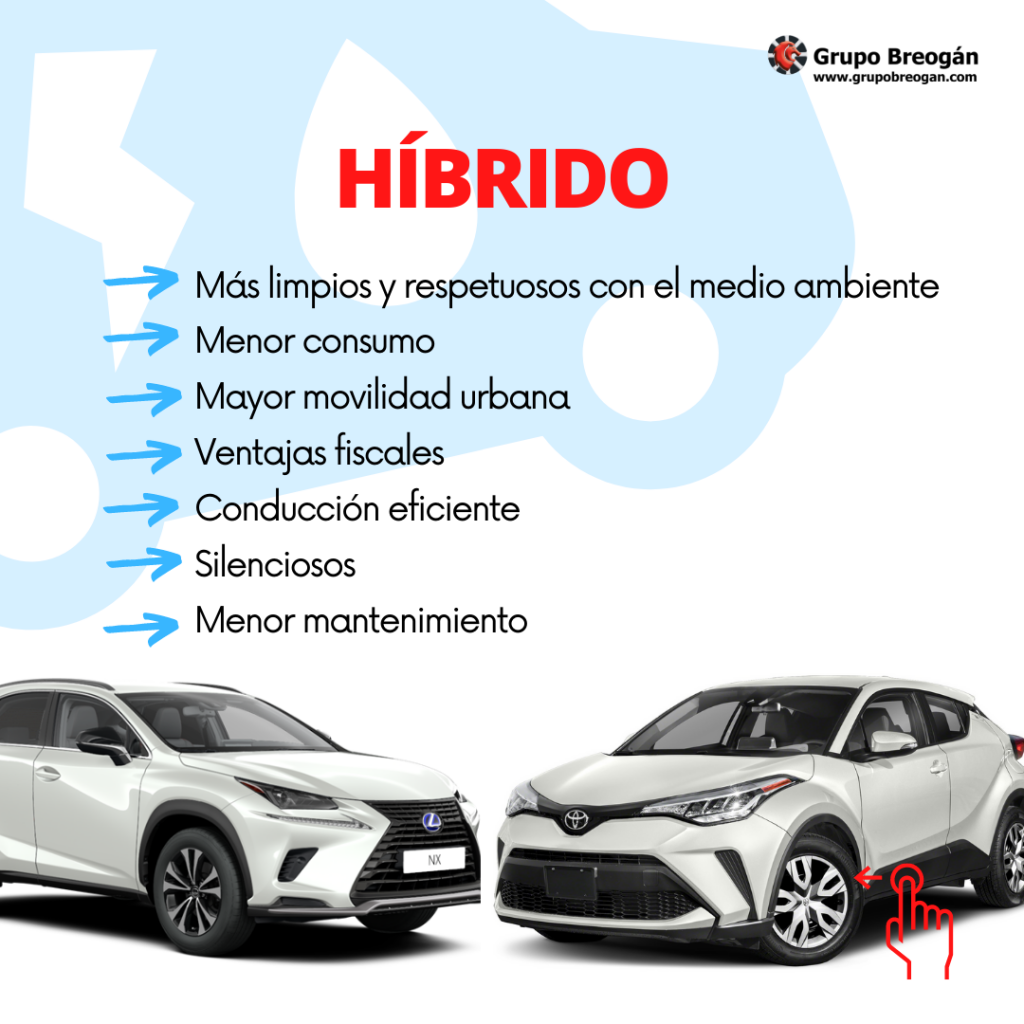 Grupo Breogán
www.grupobreogan.com
HÍBRIDO
Más limpios y respetuosos con el medio ambiente
Menor consumo
Mayor movilidad urbana
Ventajas fiscales
Conducción eficiente
Silenciosos
Menor mantenimiento
NX